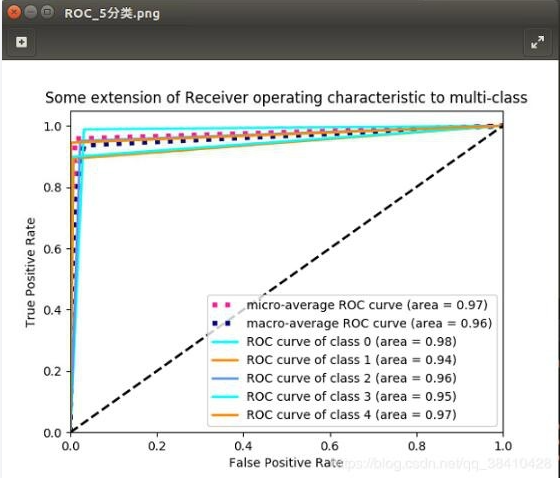 ROC_5分类.png
Some extension of Receiver operating characteristic to multi-class
1.0
0.8
0.6
0.4
0.2
0.0
True Positive Rate
micro-average ROC curve (area = 0.97)
macro-average ROC curve (area = 0.96)
ROC curve of class 0 (area = 0.98)
ROC curve of class 1 (area = 0.94)
ROC curve of class 2 (area = 0.96)
ROC curve of class 3 (area = 0.95)
ROC curve of class 4 (area = 0.97)
0.0 0.2 0.4 0.6 0.8 1.0
False Positive Rate
https://blog.csdn.net/qq_38410428